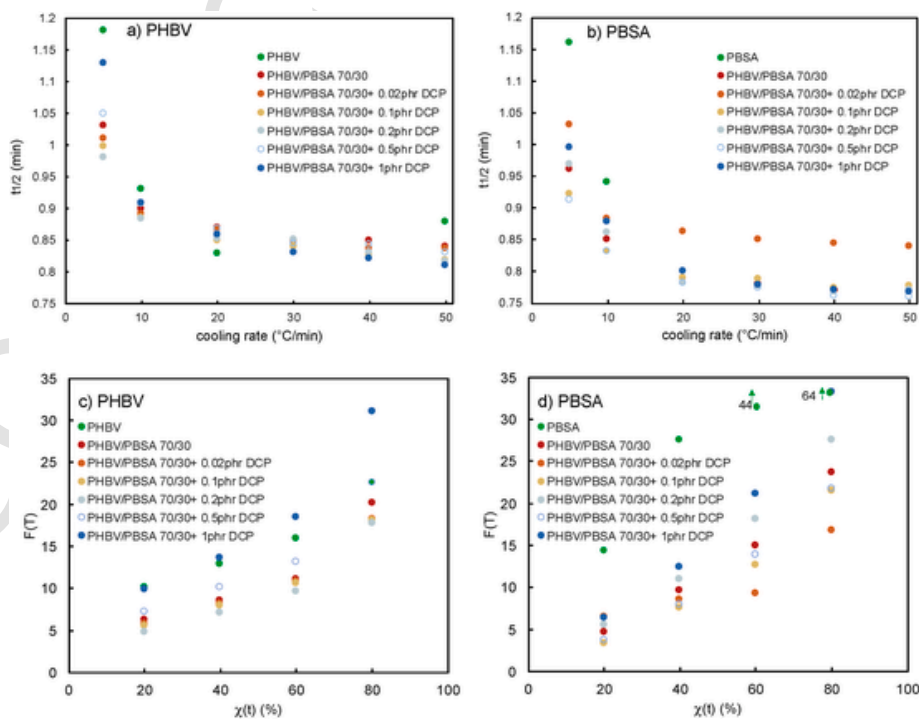 a) PHBV
1.2
1.15
1.1
1.05
1
0.95
0.9
0.85
0.8
0.75
t1/2 (min)
PHBV
PHBV/PBSA 70/30
PHBV/PBSA 70/30+ 0.02phr DCP
PHBV/PBSA 70/30+ 0.1phr DCP
PHBV/PBSA 70/30+ 0.2phr DCP
PHBV/PBSA 70/30+ 0.5phr DCP
PHBV/PBSA 70/30+ 1phr DCP
0 10 20 30 40 50
cooling rate (°C/min)
b) PBSA
1.2
1.15
1.1
1.05
1
0.95
0.9
0.85
0.8
0.75
t1/2 (min)
PBSA
PHBV/PBSA 70/30
PHBV/PBSA 70/30+ 0.02phr DCP
PHBV/PBSA 70/30+ 0.1phr DCP
PHBV/PBSA 70/30+ 0.2phr DCP
PHBV/PBSA 70/30+ 0.5phr DCP
PHBV/PBSA 70/30+ 1phr DCP
0 10 20 30 40 50
cooling rate (°C/min)
c) PHBV
35
30
25
20
15
10
5
0
F(T)
PHBV
PHBV/PBSA 70/30
PHBV/PBSA 70/30+ 0.02phr DCP
PHBV/PBSA 70/30+ 0.1phr DCP
PHBV/PBSA 70/30+ 0.2phr DCP
PHBV/PBSA 70/30+ 0.5phr DCP
PHBV/PBSA 70/30+ 1phr DCP
0 20 40 60 80 100
χ(t) (%)
d) PBSA
35
30
25
20
15
10
5
0
F(T)
44
64
PBSA
PHBV/PBSA 70/30
PHBV/PBSA 70/30+ 0.02phr DCP
PHBV/PBSA 70/30+ 0.1phr DCP
PHBV/PBSA 70/30+ 0.2phr DCP
PHBV/PBSA 70/30+ 0.5phr DCP
PHBV/PBSA 70/30+ 1phr DCP
0 20 40 60 80 100
χ(t) (%)